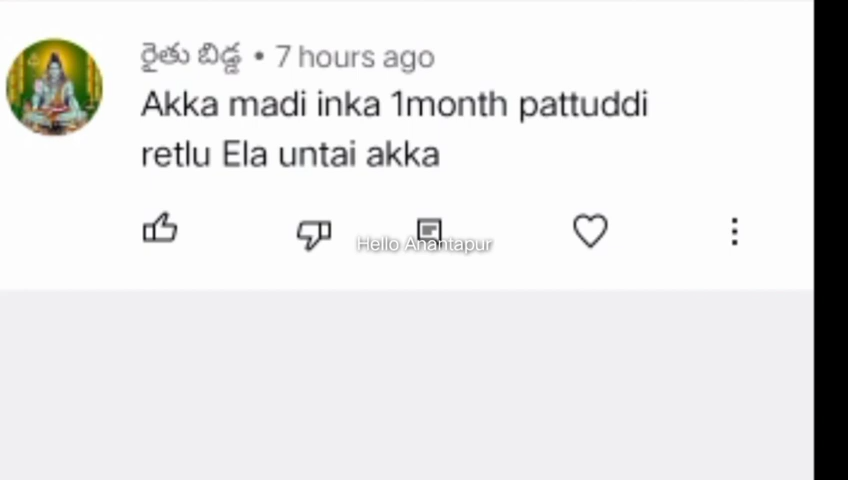 రైతు బిడ్డ • 7 hours ago
Akka madi inka 1month pattuddi
retlu Ela untai akka
Hello Anantapur